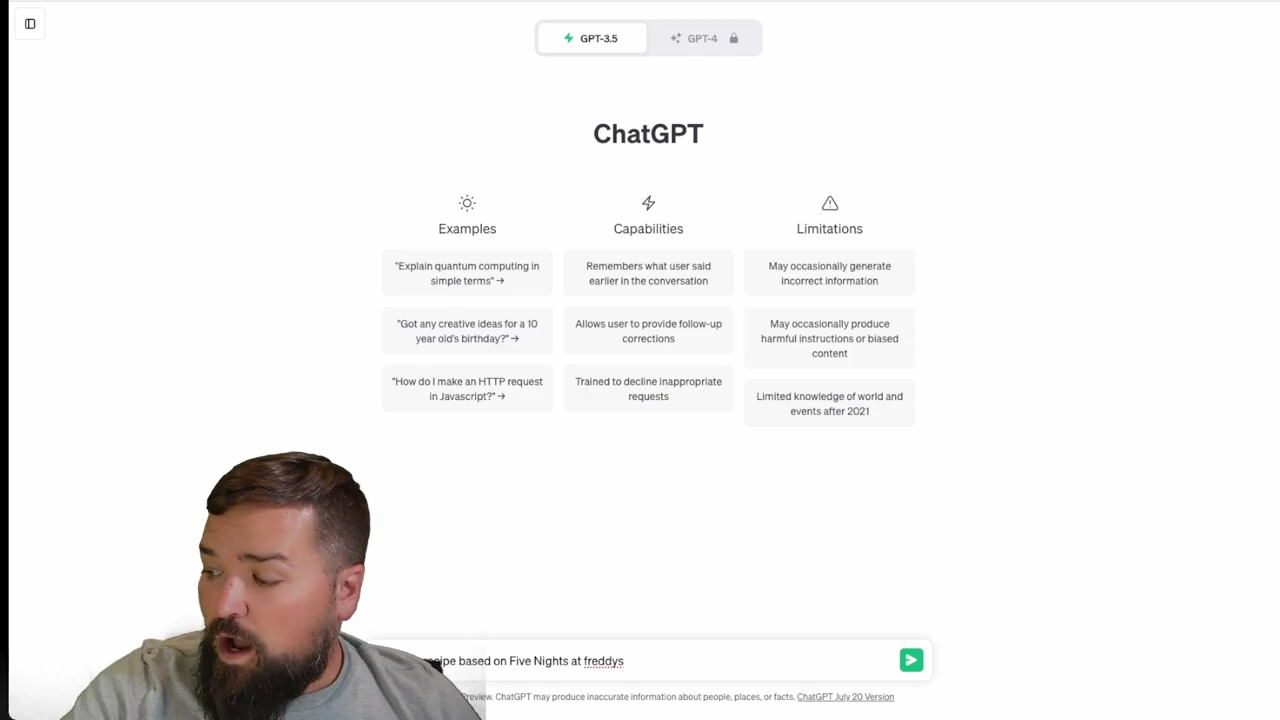 GPT-3.5
GPT-4
ChatGPT
Examples
"Explain quantum computing in
simple terms" →
"Got any creative ideas for a 10
year old's birthday?" →
"How do I make an HTTP request
in Javascript?" →
Capabilities
Remembers what user said
earlier in the conversation
Allows user to provide follow-up
corrections
Trained to decline inappropriate
requests
Limitations
May occasionally generate
incorrect information
May occasionally produce
harmful instructions or biased
content
Limited knowledge of world and
events after 2021
based on Five Nights at freddys
Preview. ChatGPT may produce inaccurate information about people, places, or facts. ChatGPT July 20 Version